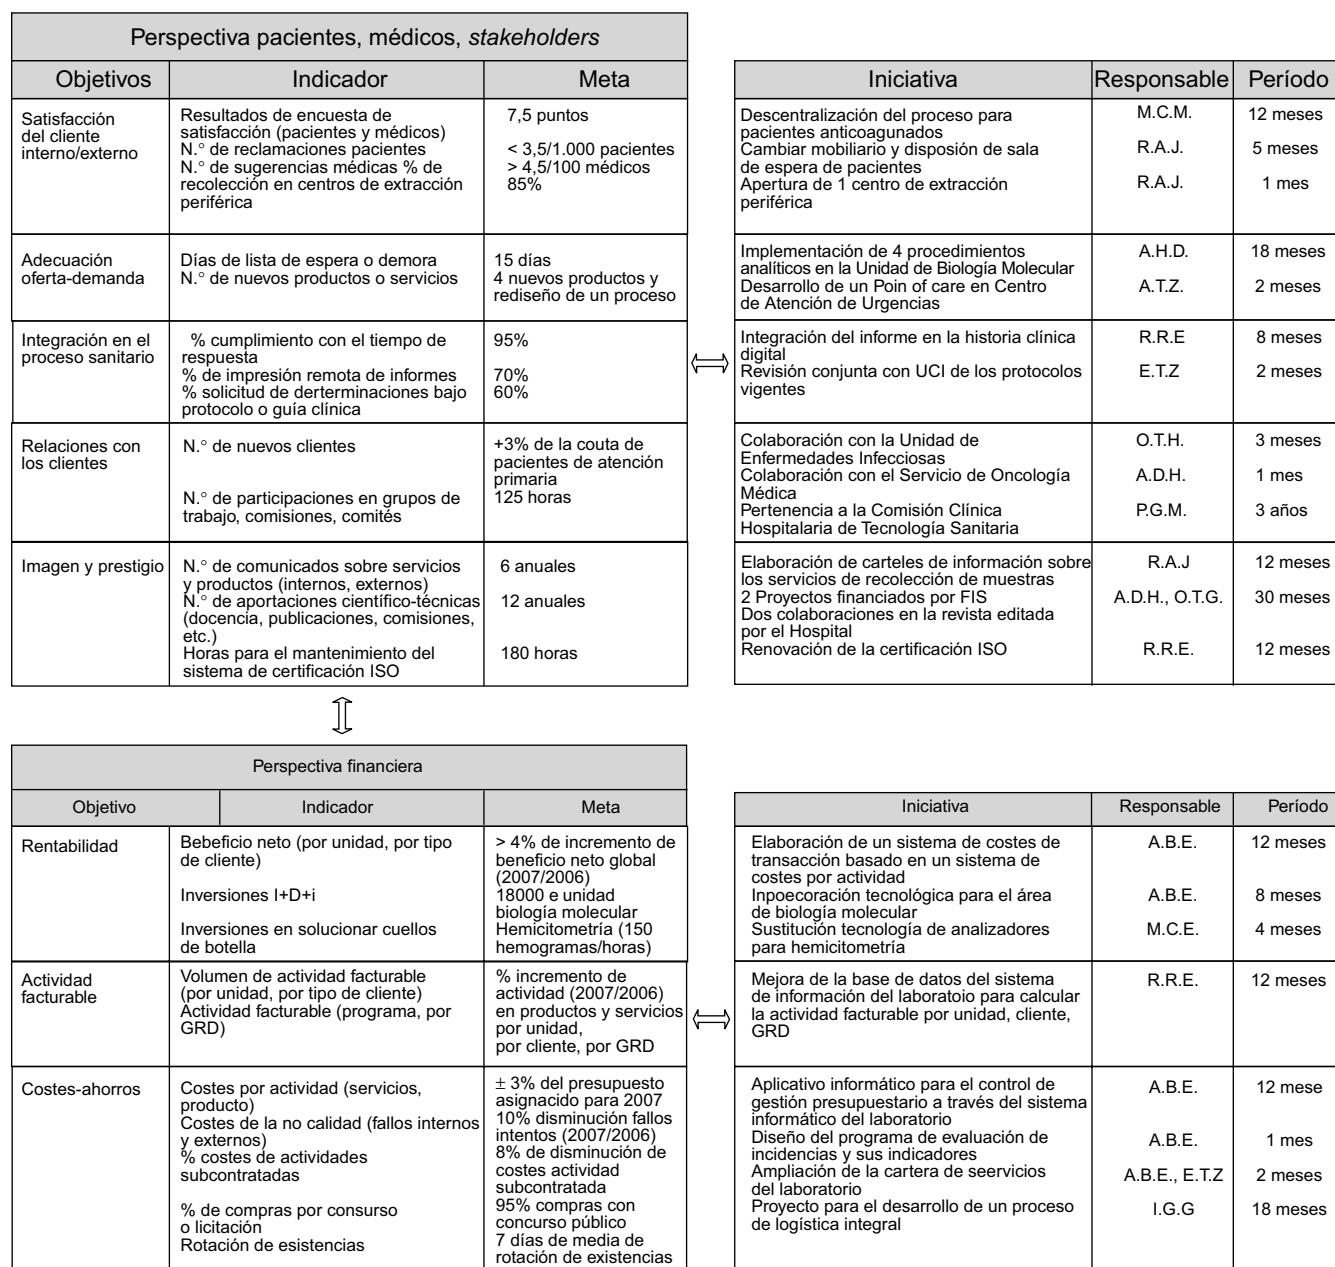 Perspectiva pacientes, médicos, stakeholders
Objetivos Indicador Meta
Satisfacción
del cliente
interno/externo
Resultados de encuesta de
satisfacción (pacientes y médicos)
N.° de reclamaciones pacientes
N.° de sugerencias médicas % de
recolección en centros de extracción
periférica
7,5 puntos
< 3,5/1.000 pacientes
> 4,5/100 médicos
85%
Adecuación
oferta-demanda
Días de lista de espera o demora
N.° de nuevos productos o servicios
15 días
4 nuevos productos y
rediseño de un proceso
Integración en el
proceso sanitario
% cumplimiento con el tiempo de
respuesta
% de impresión remota de informes
% solicitud de derterminaciones bajo
protocolo o guía clínica
95%
70%
60%
Relaciones con
los clientes
N.° de nuevos clientes
N.° de participaciones en grupos de
trabajo, comisiones, comités
+3% de la couta de
pacientes de atención
primaria
125 horas
Imagen y prestigio
N.° de comunicados sobre servicios
y productos (internos, externos)
N.° de aportaciones científico-técnicas
(docencia, publicaciones, comisiones,
etc.)
Horas para el mantenimiento del
sistema de certificación ISO
6 anuales
12 anuales
180 horas
Iniciativa Responsable Período
Descentralización del proceso para
pacientes anticoagunados
Cambiar mobiliario y disposión de sala
de espera de pacientes
Apertura de 1 centro de extracción
periférica
M.C.M. 12 meses
R.A.J. 5 meses
R.A.J. 1 mes
Implementación de 4 procedimientos
analíticos en la Unidad de Biología Molecular
Desarrollo de un Poin of care en Centro
de Atención de Urgencias
A.H.D. 18 meses
A.T.Z. 2 meses
Integración del informe en la historia clínica
digital
Revisión conjunta con UCI de los protocolos
vigentes
R.R.E 8 meses
E.T.Z 2 meses
Colaboración con la Unidad de
Enfermedades Infecciosas
Colaboración con el Servicio de Oncología
Médica
Pertenencia a la Comisión Clínica
Hospitalaria de Tecnología Sanitaria
O.T.H. 3 meses
A.D.H. 1 mes
P.G.M. 3 años
Elaboración de carteles de información sobre
los servicios de recolección de muestras
2 Proyectos financiados por FIS
Dos colaboraciones en la revista editada
por el Hospital
Renovación de la certificación ISO
R.A.J 12 meses
A.D.H., O.T.G. 30 meses
R.R.E. 12 meses
Perspectiva financiera
Objetivo Indicador Meta
Rentabilidad
Bebeficio neto (por unidad, por tipo
de cliente)
Inversiones I+D+i
Inversiones en solucionar cuellos
de botella
> 4% de incremento de
beneficio neto global
(2007/2006)
18000 e unidad
biología molecular
Hemicitometría (150
hemogramas/horas)
Actividad
facturable
Volumen de actividad facturable
(por unidad, por tipo de cliente)
Actividad facturable (programa, por
GRD)
% incremento de
actividad (2007/2006)
en productos y servicios
por unidad,
por cliente, por GRD
Costes-ahorros
Costes por actividad (servicios,
producto)
Costes de la no calidad (fallos internos
y externos)
% costes de actividades
subcontratadas
% de compras por consurso
o licitación
Rotación de esistencias
± 3% del presupuesto
asignacido para 2007
10% disminución fallos
intentos (2007/2006)
8% de disminución de
costes actividad
subcontratada
95% compras con
concurso público
7 días de media de
rotación de existencias
Iniciativa Responsable Período
Elaboración de un sistema de costes de
transacción basado en un sistema de
costes por actividad
Inpoecoración tecnológica para el área
de biología molecular
Sustitución tecnología de analizadores
para hemicitometría
A.B.E. 12 meses
A.B.E. 8 meses
M.C.E. 4 meses
Mejora de la base de datos del sistema
de información del laboratoio para calcular
la actividad facturable por unidad, cliente,
GRD
R.R.E. 12 meses
Aplicativo informático para el control de
gestión presupuestario a través del sistema
informático del laboratorio
Diseño del programa de evaluación de
incidencias y sus indicadores
Ampliación de la cartera de seervicios
del laboratorio
Proyecto para el desarrollo de un proceso
de logística integral
A.B.E. 12 mese
A.B.E. 1 mes
A.B.E., E.T.Z 2 meses
I.G.G 18 meses